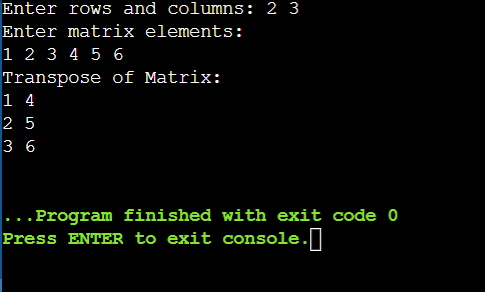 Enter rows and columns: 2 3
Enter matrix elements:
1 2 3 4 5 6
Transpose of Matrix:
1 4
2 5
3 6
...Program finished with exit code 0
Press ENTER to exit console.